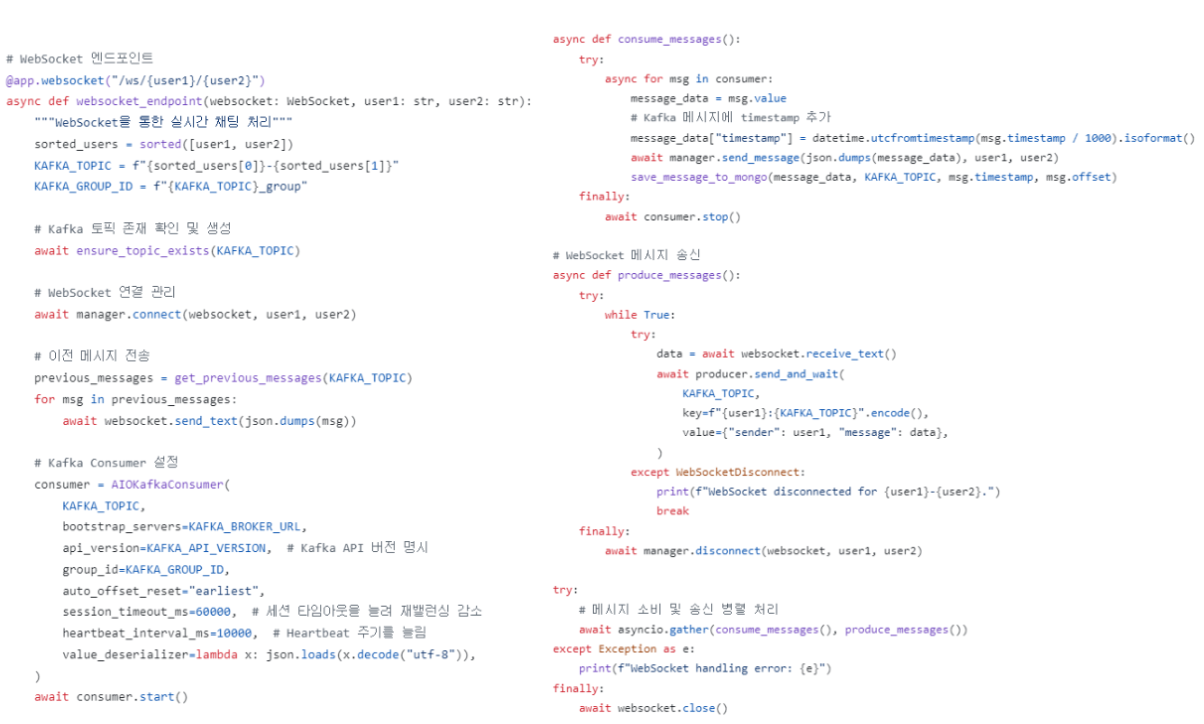 # WebSocket 엔드포인트
@app.websocket("/ws/{user1}/{user2}")
async def websocket_endpoint(websocket: WebSocket, user1: str, user2: str):
    """WebSocket을 통한 실시간 채팅 처리"""
    sorted_users = sorted([user1, user2])
    KAFKA_TOPIC = f"{sorted_users[0]}-{sorted_users[1]}"
    KAFKA_GROUP_ID = f"{KAFKA_TOPIC}_group"
    # Kafka 토픽 존재 확인 및 생성
    await ensure_topic_exists(KAFKA_TOPIC)
    # WebSocket 연결 관리
    await manager.connect(websocket, user1, user2)
    # 이전 메시지 전송
    previous_messages = get_previous_messages(KAFKA_TOPIC)
    for msg in previous_messages:
        await websocket.send_text(json.dumps(msg))
    # Kafka Consumer 설정
    consumer = AIOKafkaConsumer(
        KAFKA_TOPIC,
        bootstrap_servers=KAFKA_BROKER_URL,
        api_version=KAFKA_API_VERSION,  # Kafka API 버전 명시
        group_id=KAFKA_GROUP_ID,
        auto_offset_reset="earliest",
        session_timeout_ms=60000,  # 세션 타임아웃을 늘려 재밸런싱 감소
        heartbeat_interval_ms=10000,  # Heartbeat 주기를 늘림
        value_deserializer=lambda x: json.loads(x.decode("utf-8")),
    )
    await consumer.start()
async def consume_messages():
    try:
        async for msg in consumer:
            message_data = msg.value
            # Kafka 메시지에 timestamp 추가
            message_data["timestamp"] = datetime.utcfromtimestamp(msg.timestamp / 1000).isoformat()
            await manager.send_message(json.dumps(message_data), user1, user2)
            save_message_to_mongo(message_data, KAFKA_TOPIC, msg.timestamp, msg.offset)
    finally:
        await consumer.stop()
# WebSocket 메시지 송신
async def produce_messages():
    try:
        while True:
            try:
                data = await websocket.receive_text()
                await producer.send_and_wait(
                    KAFKA_TOPIC,
                    key=f"{user1}:{KAFKA_TOPIC}".encode(),
                    value={"sender": user1, "message": data},
                )
            except WebSocketDisconnect:
                print(f"WebSocket disconnected for {user1}-{user2}.")
                break
    finally:
        await manager.disconnect(websocket, user1, user2)
try:
    # 메시지 소비 및 송신 병렬 처리
    await asyncio.gather(consume_messages(), produce_messages())
except Exception as e:
    print(f"WebSocket handling error: {e}")
finally:
    await websocket.close()